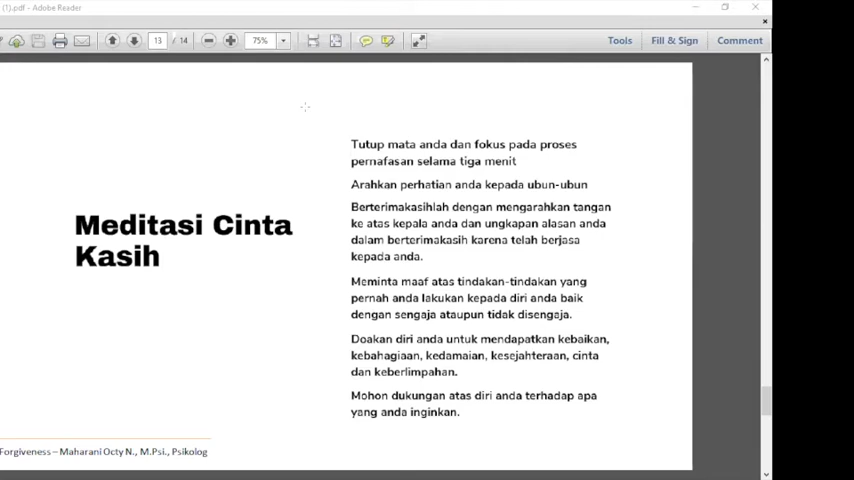 (1).pdf - Adobe Reader
13 / 14
75%
Tools
Fill & Sign
Comment
Meditasi Cinta
Kasih
Tutup mata anda dan fokus pada proses
pernafasan selama tiga menit
Arahkan perhatian anda kepada ubun-ubun
Berterimakasihlah dengan mengarahkan tangan
ke atas kepala anda dan ungkapan alasan anda
dalam berterimakasih karena telah berjasa
kepada anda.
Meminta maaf atas tindakan-tindakan yang
pernah anda lakukan kepada diri anda baik
dengan sengaja ataupun tidak disengaja.
Doakan diri anda untuk mendapatkan kebaikan,
kebahagiaan, kedamaian, kesejahteraan, cinta
dan keberlimpahan.
Mohon dukungan atas diri anda terhadap apa
yang anda inginkan.
Forgiveness – Maharani Octy N., M.Psi., Psikolog